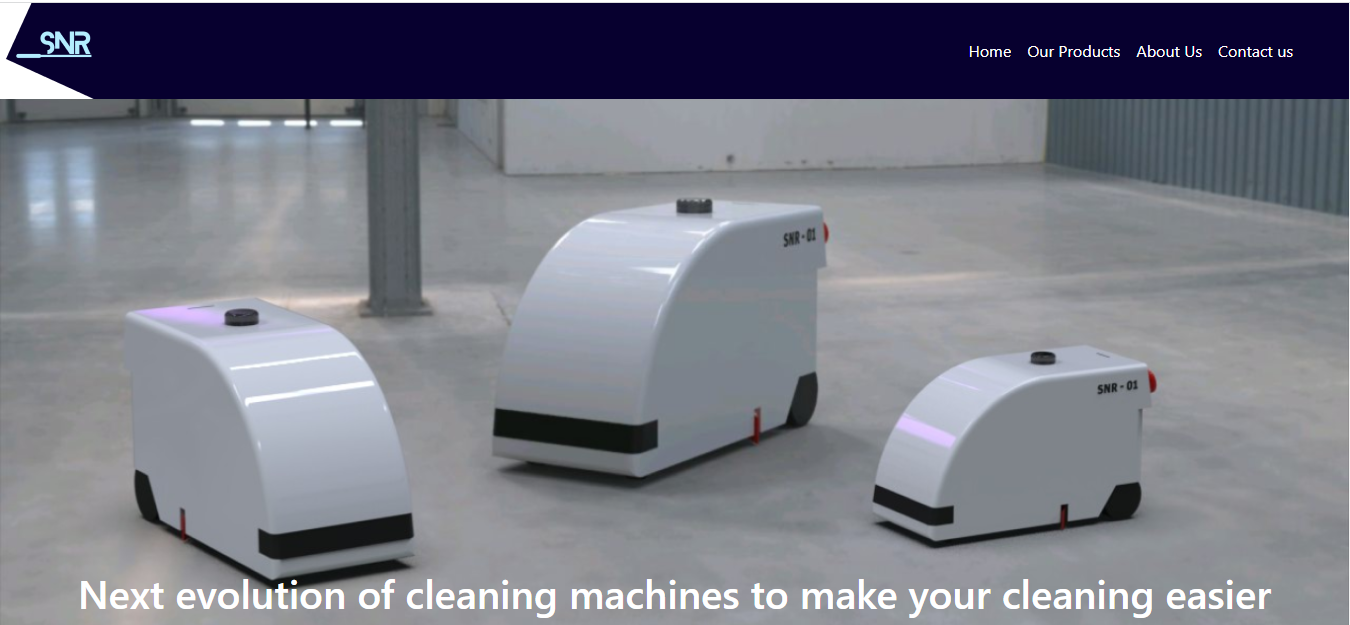 SNR
Home Our Products About Us Contact us
SNR - 01
SNR - 01
Next evolution of cleaning machines to make your cleaning easier